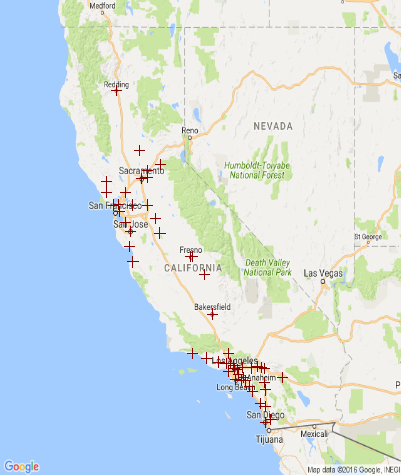 Medford
Redding
Reno
NEVADA
Sacramento
Humboldt-Toiyabe
National Forest
San Francisco
San Jose
St George
Fresno
Death Valley
National Park
CALIFORNIA
Las Vegas
Bakersfield
Los Angeles
Anaheim
Long Beach
San Diego
Tijuana
Mexicali
Google
Map data ©2016 Google, INEGI